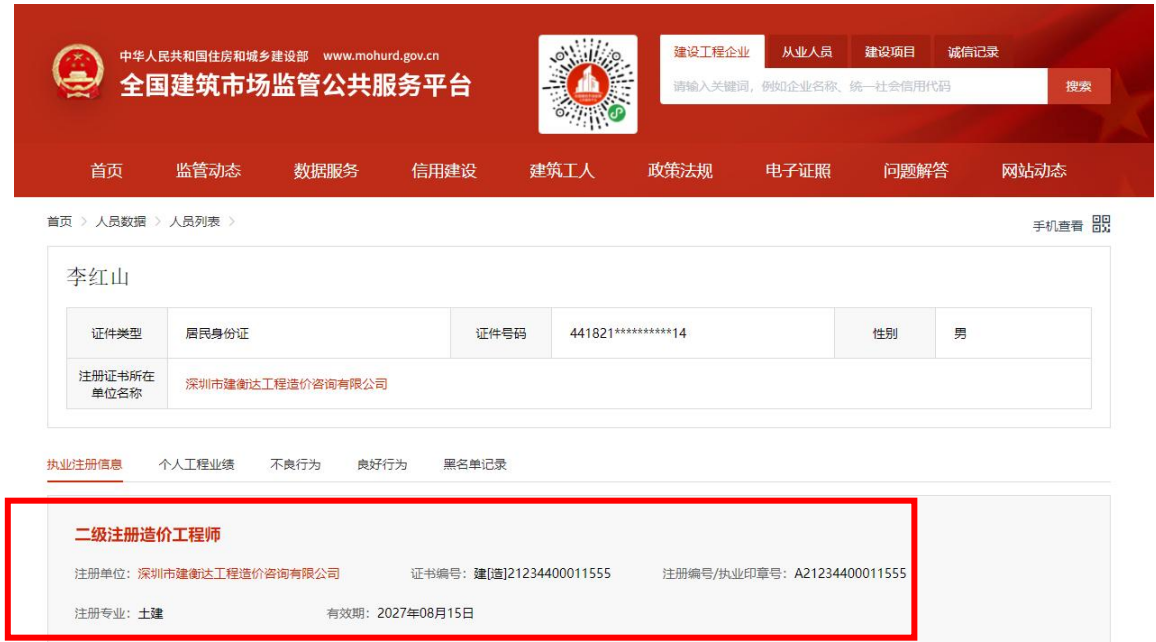 中华人民共和国住房和城乡建设部 www.mohurd.gov.cn
全国建筑市场监管公共服务平台
建设工程企业 从业人员 建设项目 诚信记录
请输入关键词，例如企业名称、统一社会信用代码 搜索
首页 监管动态 数据服务 信用建设 建筑工人 政策法规 电子证照 问题解答 网站动态
首页 > 人员数据 > 人员列表 >
手机查看
李红山
证件类型 居民身份证 证件号码 441821**********14 性别 男
注册证书所在
单位名称
深圳市建衡达工程造价咨询有限公司
执业注册信息 个人工程业绩 不良行为 良好行为 黑名单记录
二级注册造价工程师
注册单位：深圳市建衡达工程造价咨询有限公司 证书编号：建[造]21234400011555 注册编号/执业印章号：A21234400011555
注册专业：土建 有效期：2027年08月15日